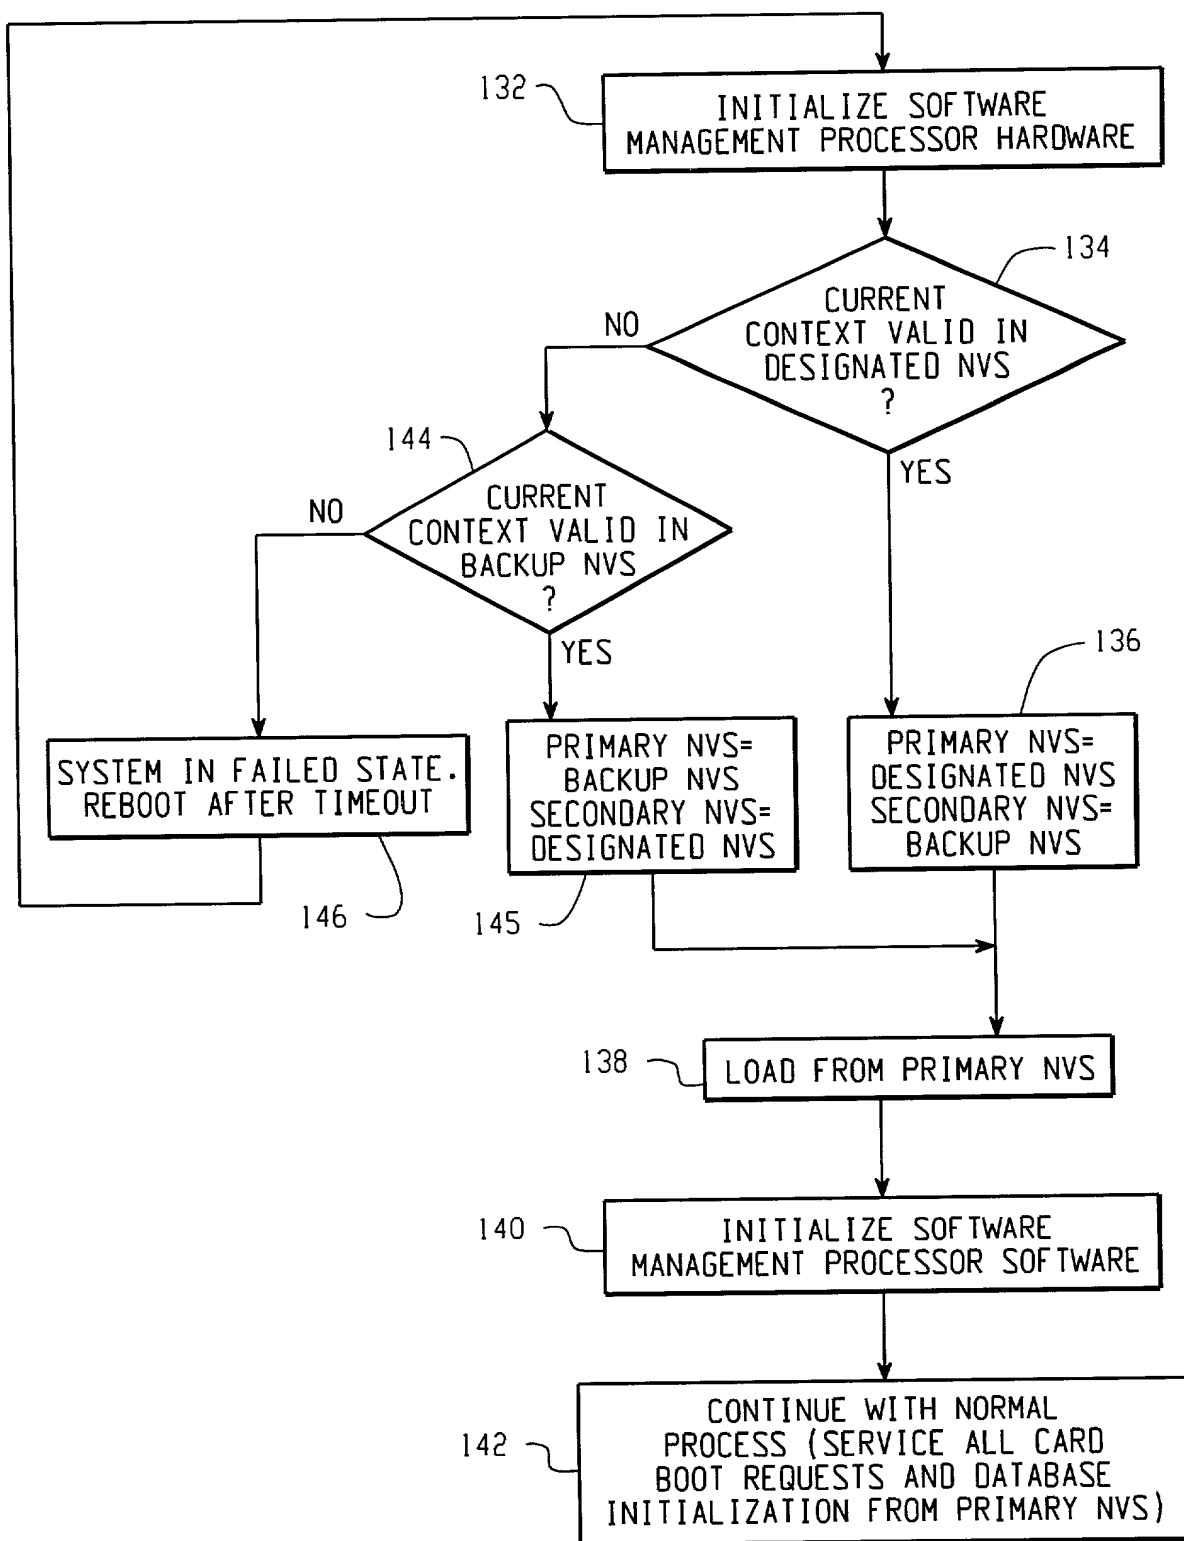 132
INITIALIZE SOFTWARE
MANAGEMENT PROCESSOR HARDWARE
134
CURRENT
CONTEXT VALID IN
DESIGNATED NVS
?
NO
YES
144
CURRENT
CONTEXT VALID IN
BACKUP NVS
?
NO
YES
136
SYSTEM IN FAILED STATE.
REBOOT AFTER TIMEOUT
146
PRIMARY NVS=
BACKUP NVS
SECONDARY NVS=
DESIGNATED NVS
145
PRIMARY NVS=
DESIGNATED NVS
SECONDARY NVS=
BACKUP NVS
138
LOAD FROM PRIMARY NVS
140
INITIALIZE SOFTWARE
MANAGEMENT PROCESSOR SOFTWARE
142
CONTINUE WITH NORMAL
PROCESS (SERVICE ALL CARD
BOOT REQUESTS AND DATABASE
INITIALIZATION FROM PRIMARY NVS)